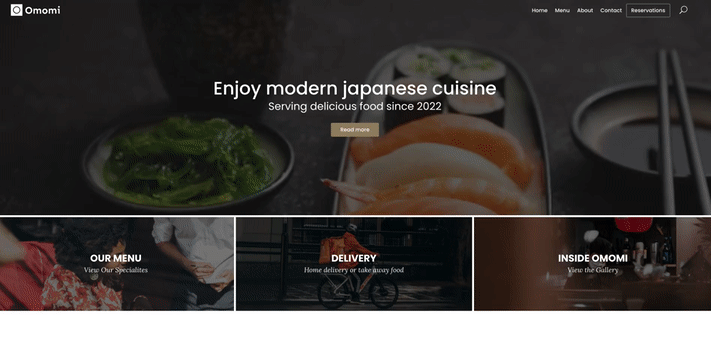 Omomi
Home Menu About Contact Reservations
Enjoy modern japanese cuisine
Serving delicious food since 2022
Read more
OUR MENU
View Our Specialites
DELIVERY
Home delivery or take away food
INSIDE OMOMI
View the Gallery